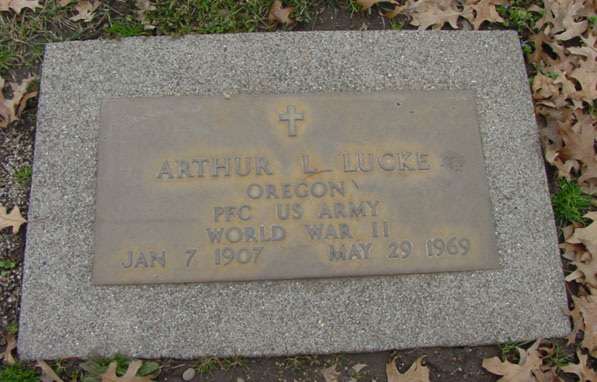 ARTHUR L LUCKE
OREGON
PFC US ARMY
WORLD WAR II
JAN 7 1907 MAY 29 1969